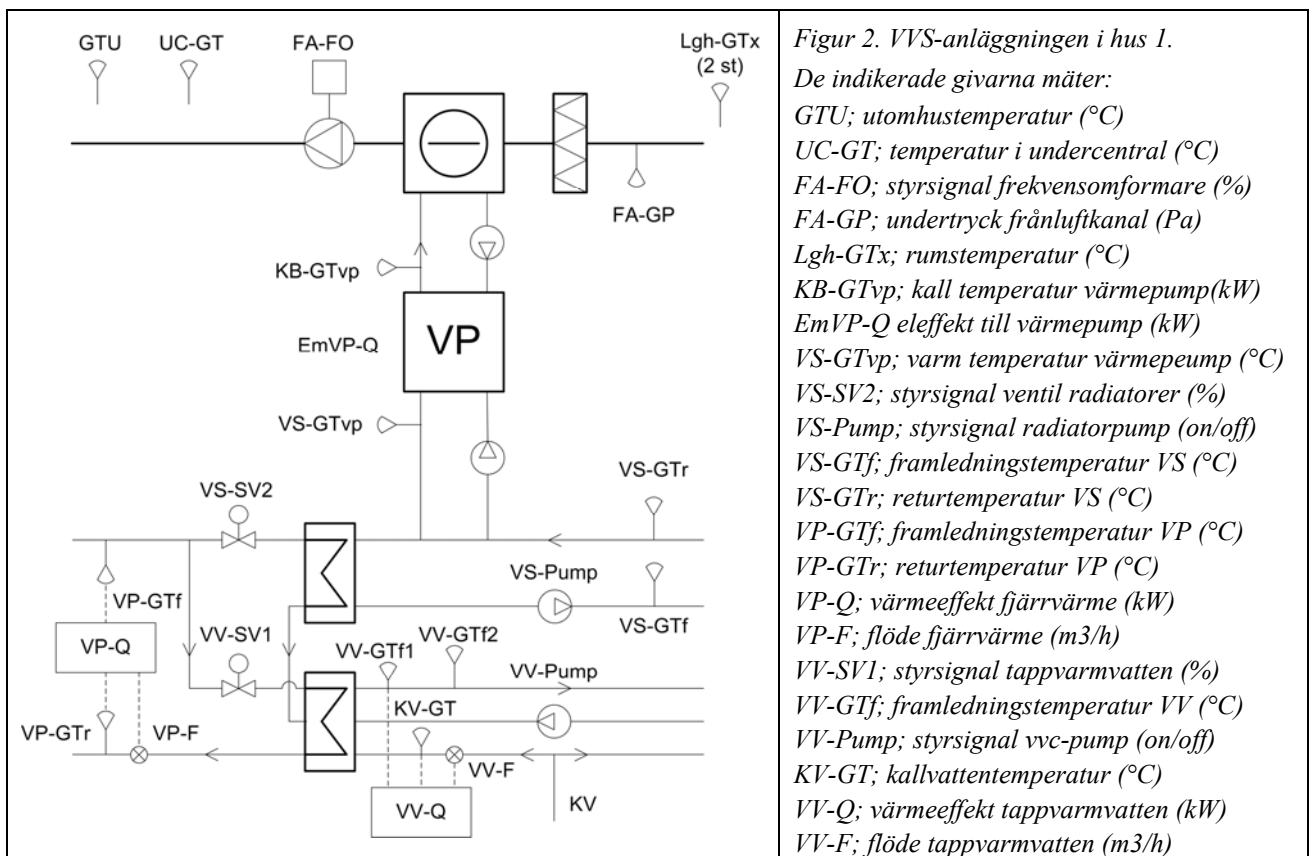 GTU UC-GT FA-FO Lgh-GTx
(2 st)
FA-GP
KB-GTvp
EmVP-Q VP
VS-GTvp
VS-GTr
VS-SV2
VS-Pump
VP-GTf
VS-GTf
VP-Q VV-SV1 VV-GTf1 VV-GTf2
VV-Pump
KV-GT
VP-GTr VP-F
VV-F
VV-Q KV
Figur 2. VVS-anläggningen i hus 1.
De indikerade givarna mäter:
GTU; utomhustemperatur (°C)
UC-GT; temperatur i undercentral (°C)
FA-FO; styrsignal frekvensomformare (%)
FA-GP; undertryck frånluftkanal (Pa)
Lgh-GTx; rumstemperatur (°C)
KB-GTvp; kall temperatur värmepump(kW)
EmVP-Q eleffekt till värmepump (kW)
VS-GTvp; varm temperatur värmepeump (°C)
VS-SV2; styrsignal ventil radiatorer (%)
VS-Pump; styrsignal radiatorpump (on/off)
VS-GTf; framledningstemperatur VS (°C)
VS-GTr; returtemperatur VS (°C)
VP-GTf; framledningstemperatur VP (°C)
VP-GTr; returtemperatur VP (°C)
VP-Q; värmeeffekt fjärrvärme (kW)
VP-F; flöde fjärrvärme (m3/h)
VV-SV1; styrsignal tappvarmvatten (%)
VV-GTf; framledningstemperatur VV (°C)
VV-Pump; styrsignal vvc-pump (on/off)
KV-GT; kallvattentemperatur (°C)
VV-Q; värmeeffekt tappvarmvatten (kW)
VV-F; flöde tappvarmvatten (m3/h)